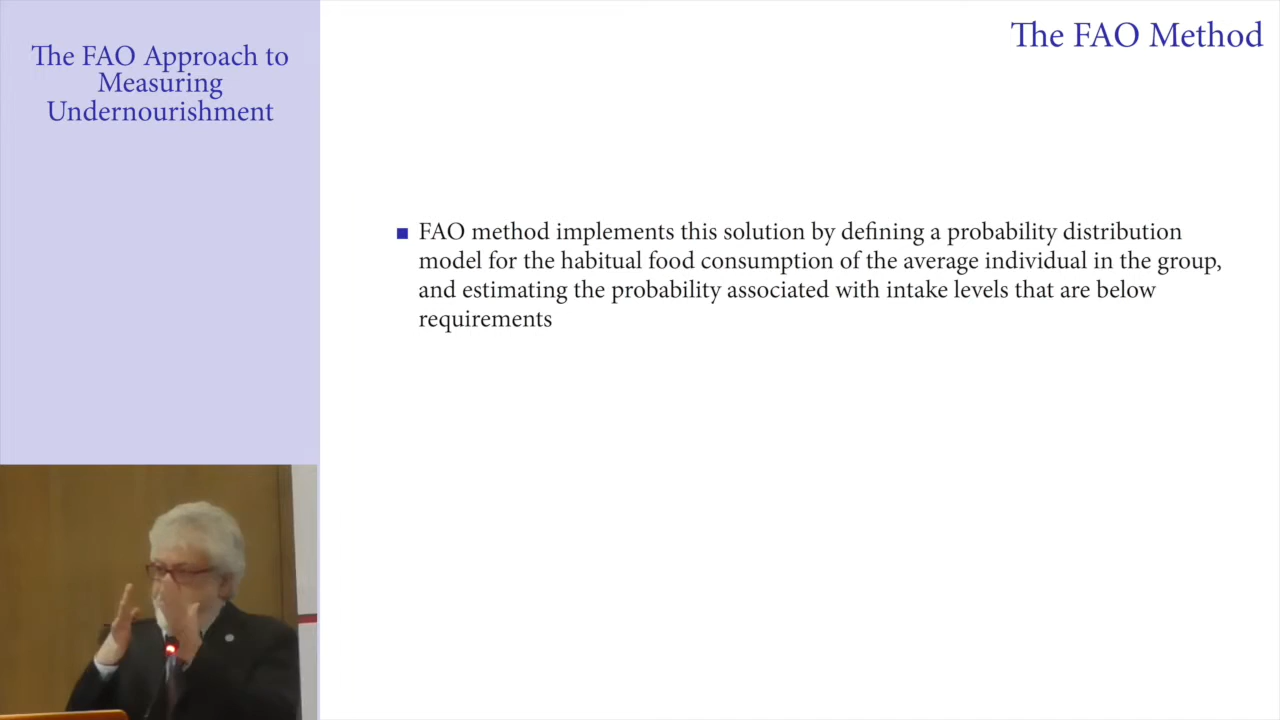 The FAO Approach to
Measuring
Undernourishment
The FAO Method
FAO method implements this solution by defining a probability distribution
model for the habitual food consumption of the average individual in the group,
and estimating the probability associated with intake levels that are below
requirements